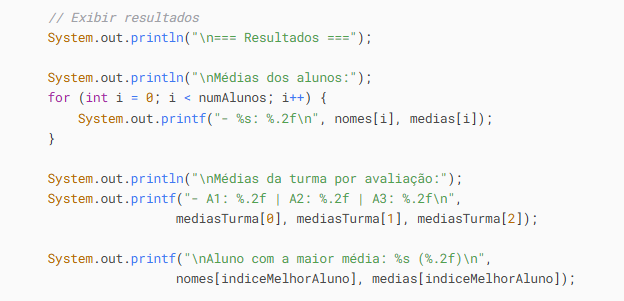 // Exibir resultados
System.out.println("\n=== Resultados ===");
System.out.println("\nMédias dos alunos:");
for (int i = 0; i < numAlunos; i++) {
System.out.printf("- %s: %.2f\n", nomes[i], medias[i]);
}
System.out.println("\nMédias da turma por avaliação:");
System.out.printf("- A1: %.2f | A2: %.2f | A3: %.2f\n",
mediasTurma[0], mediasTurma[1], mediasTurma[2]);
System.out.printf("\nAluno com a maior média: %s (%.2f)\n",
nomes[indiceMelhorAluno], medias[indiceMelhorAluno]);